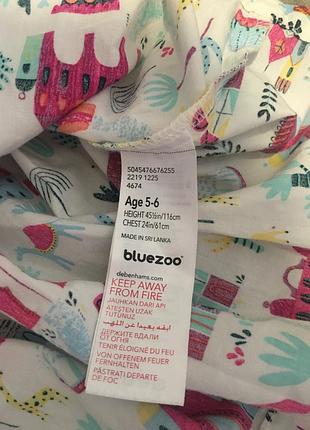 5045476676255
2219 1225
4674
Age 5-6
HEIGHT 45½in/116cm
CHEST 24in/61cm
MADE IN SRI LANKA
bluezoo
debenhams.com
KEEP AWAY
FROM FIRE
JAUHKAN DARI API
ATEŞTEN UZAK
TUTUNUZ
ابقه بعيدا عن اللهب
ДЕРЖИТЕ ВДАЛИ
ОТ ОГНЯ
TENIR ÉLOIGNÉ DU FEU
VON OFFENEM FEUER
FERNHALTEN
PĂSTRAȚI DEPARTE
DE FOC